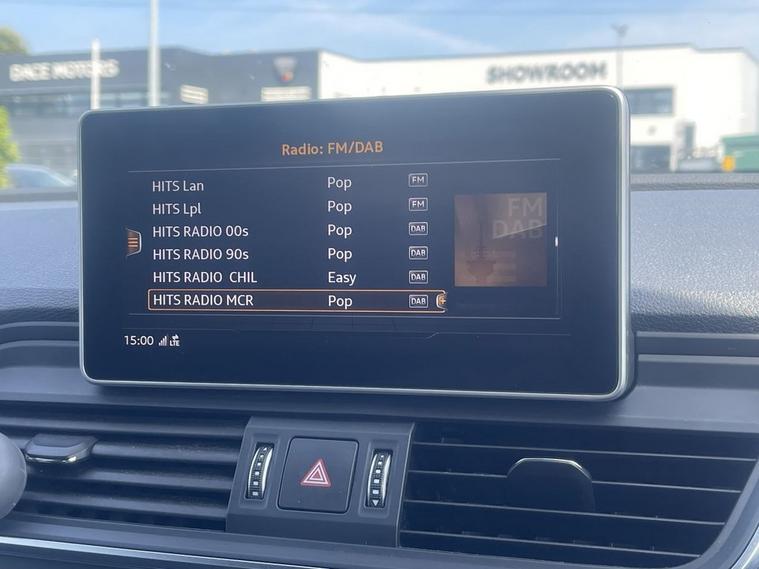 BACE MOTORS
SHOWROOM
Radio: FM/DAB
HITS Lan Pop FM
HITS Lpl Pop FM
HITS RADIO 00s Pop DAB
HITS RADIO 90s Pop DAB
HITS RADIO CHIL Easy DAB
HITS RADIO MCR Pop DAB
FM
DAB
15:00 LTE